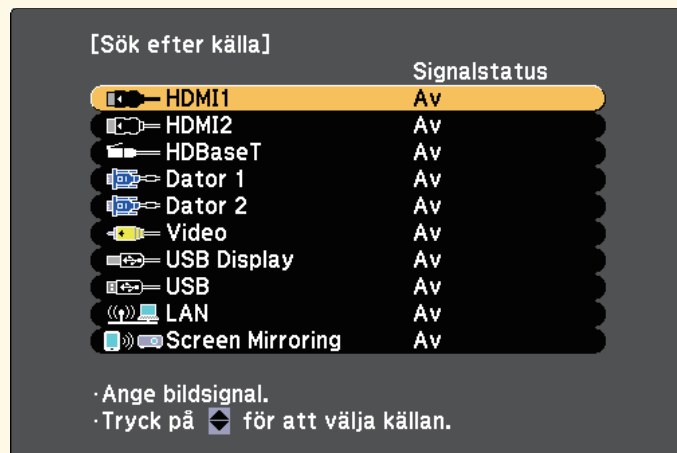 [Sök efter källa]
Signalstatus
HDMI1 Av
HDMI2 Av
HDBaseT Av
Dator 1 Av
Dator 2 Av
Video Av
USB Display Av
USB Av
LAN Av
Screen Mirroring Av
·Ange bildsignal.
·Tryck på för att välja källan.